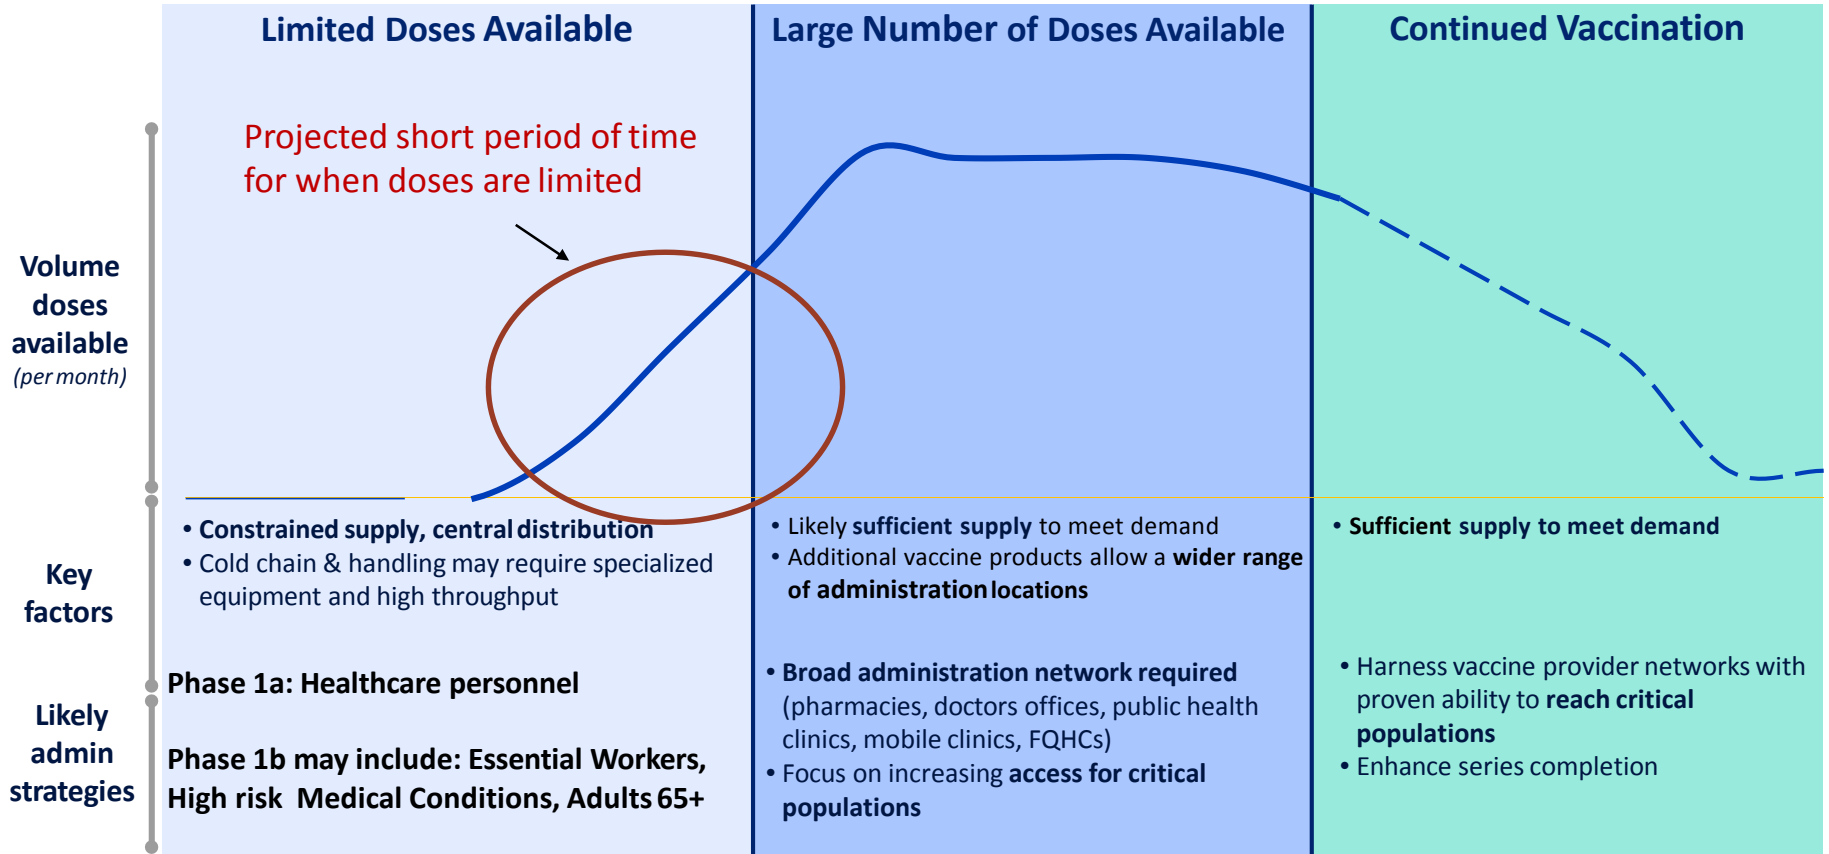 Limited Doses Available
Large Number of Doses Available
Continued Vaccination
Projected short period of time
for when doses are limited
Volume
doses
available
(per month)
Key
factors
• Constrained supply, central distribution
• Cold chain & handling may require specialized
equipment and high throughput
• Likely sufficient supply to meet demand
• Additional vaccine products allow a wider range
of administration locations
• Sufficient supply to meet demand
Likely
admin
strategies
Phase 1a: Healthcare personnel
Phase 1b may include: Essential Workers,
High risk Medical Conditions, Adults 65+
• Broad administration network required
(pharmacies, doctors offices, public health
clinics, mobile clinics, FQHCs)
• Focus on increasing access for critical
populations
• Harness vaccine provider networks with
proven ability to reach critical
populations
• Enhance series completion